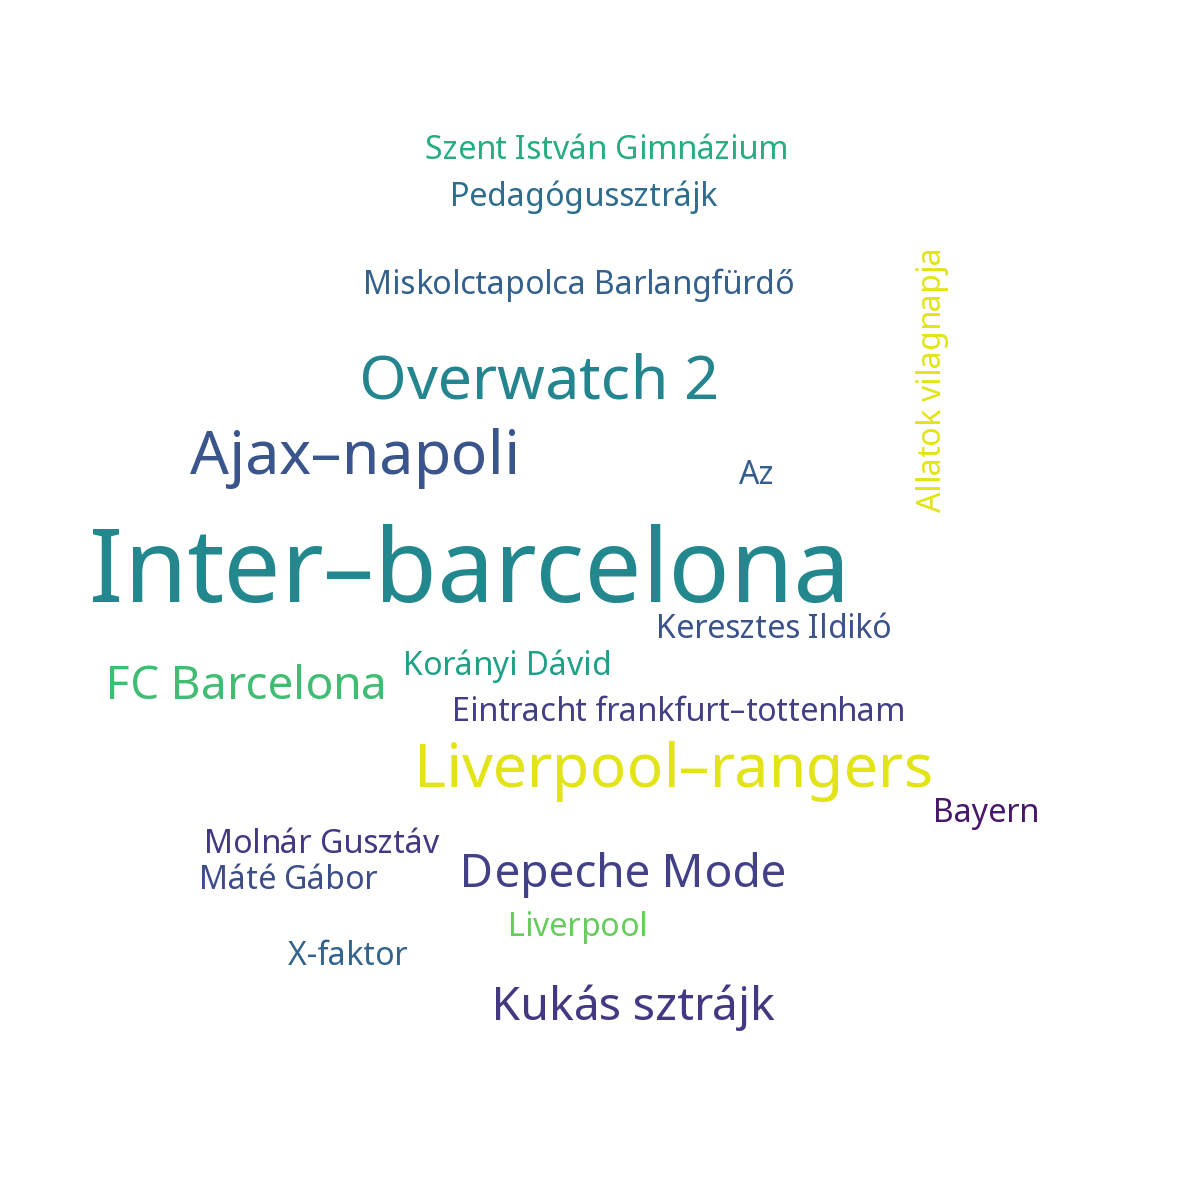 Szent István Gimnázium
Pedagógussztrájk
Miskolctapolca Barlangfürdő
Allatok vilagnapja
Overwatch 2
Ajax–napoli
Az
Inter–barcelona
Keresztes Ildikó
Korányi Dávid
FC Barcelona
Eintracht frankfurt–tottenham
Liverpool–rangers
Bayern
Molnár Gusztáv
Máté Gábor
Depeche Mode
Liverpool
X-faktor
Kukás sztrájk